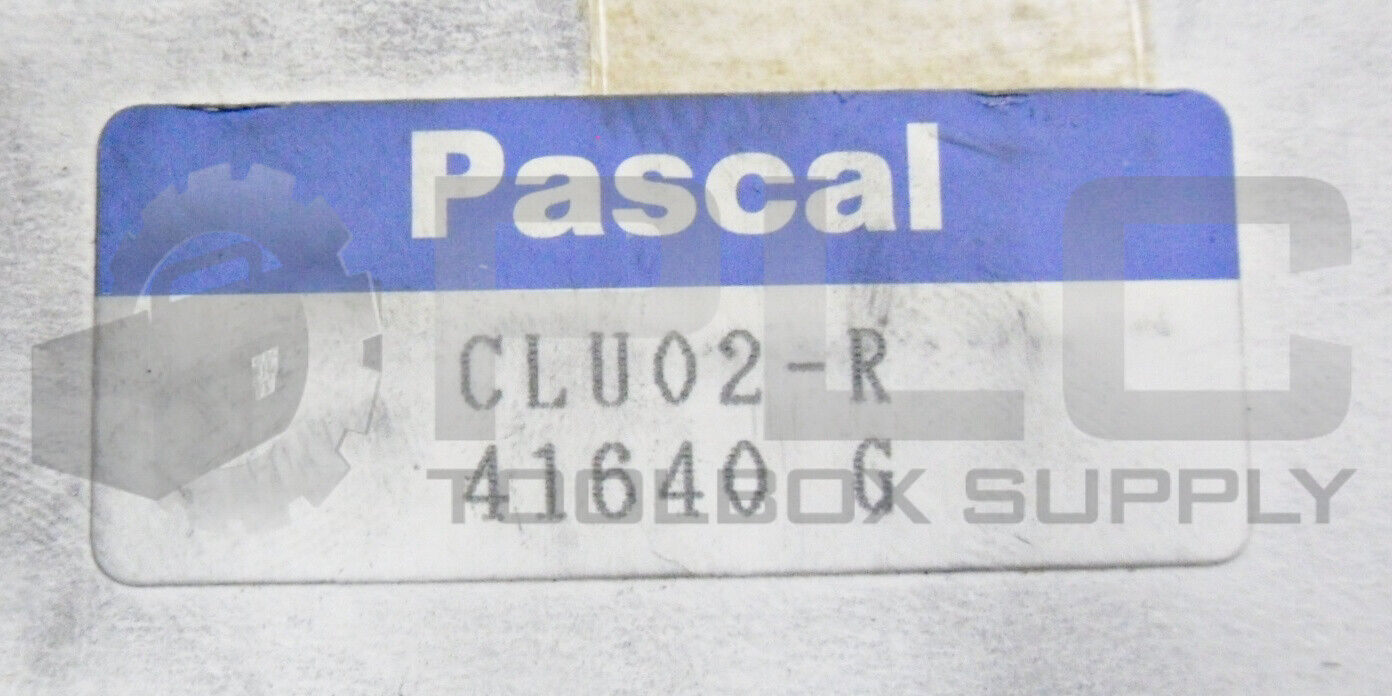 Pascal
CLU02-R
41640 G
PLC
TOOLBOX SUPPLY